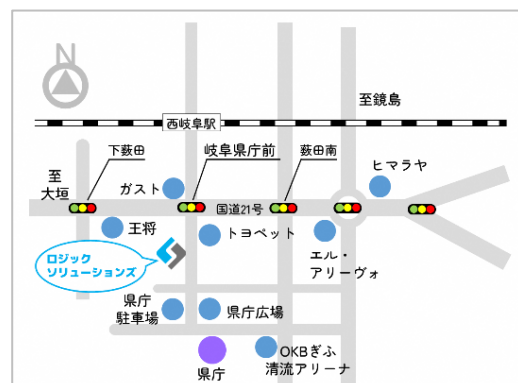 N
至鏡島
西岐阜駅
下薮田
岐阜県庁前
薮田南
ヒマラヤ
至
大垣
ガスト
国道21号
王将
トヨペット
エル・
アリーヴォ
ロジック
ソリューションズ
県庁
駐車場
県庁広場
OKBぎふ
清流アリーナ
県庁